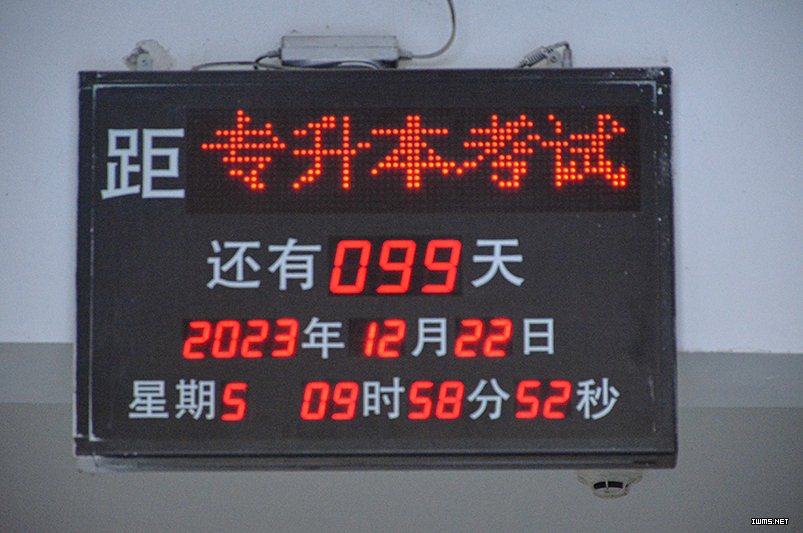 距 专升本考试
还有099天
2023年12月22日
星期5 09时58分52秒
IWMS.NET